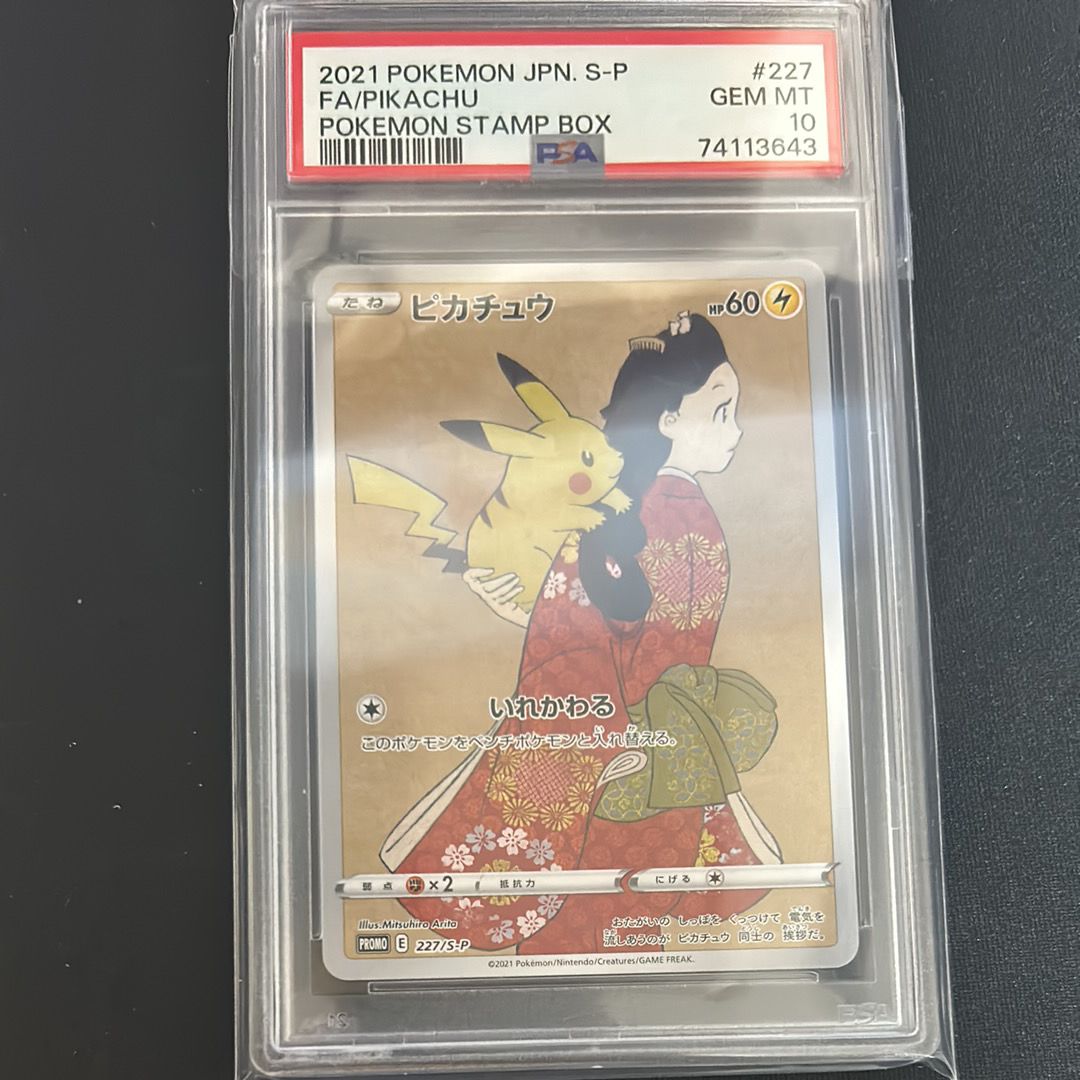 2021 POKEMON JPN. S-P #227
FA/PIKACHU GEM MT
POKEMON STAMP BOX 10
PSA 74113643
たね ピカチュウ HP60
いれかわる
このポケモンをベンチポケモンと入れ替える。
弱点 ×2 抵抗力 にげる
Illus.Mitsuhiro Arita
おたがいの しっぽを くっつけて 電気を
流しあうのが ピカチュウ 同士の 挨拶だ。
PROMO E 227/S-P
©2021 Pokémon/Nintendo/Creatures/GAME FREAK.
PSA